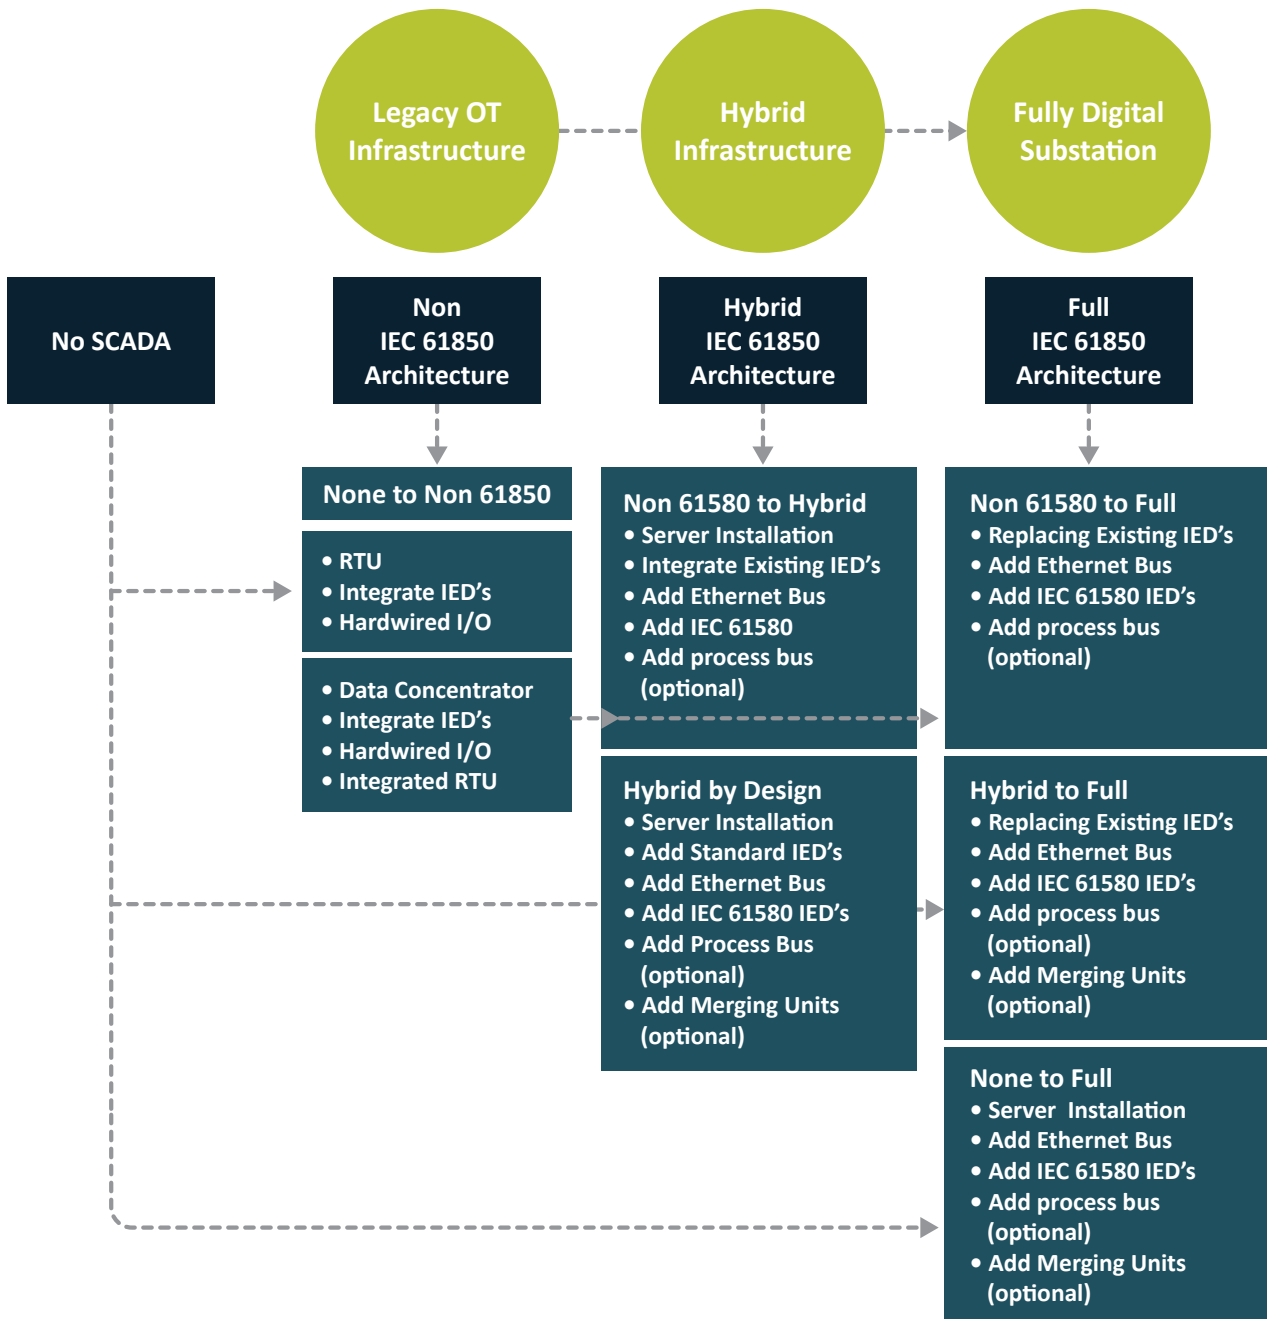 Legacy OT
Infrastructure
Hybrid
Infrastructure
Fully Digital
Substation
No SCADA
Non
IEC 61850
Architecture
Hybrid
IEC 61850
Architecture
Full
IEC 61850
Architecture
None to Non 61850
• RTU
• Integrate IED’s
• Hardwired I/O
• Data Concentrator
• Integrate IED’s
• Hardwired I/O
• Integrated RTU
Non 61580 to Hybrid
• Server Installation
• Integrate Existing IED’s
• Add Ethernet Bus
• Add IEC 61580
• Add process bus
(optional)
Hybrid by Design
• Server Installation
• Add Standard IED’s
• Add Ethernet Bus
• Add IEC 61580 IED’s
• Add Process Bus
(optional)
• Add Merging Units
(optional)
Non 61580 to Full
• Replacing Existing IED’s
• Add Ethernet Bus
• Add IEC 61580 IED’s
• Add process bus
(optional)
Hybrid to Full
• Replacing Existing IED’s
• Add Ethernet Bus
• Add IEC 61580 IED’s
• Add process bus
(optional)
• Add Merging Units
(optional)
None to Full
• Server Installation
• Add Ethernet Bus
• Add IEC 61580 IED’s
• Add process bus
(optional)
• Add Merging Units
(optional)